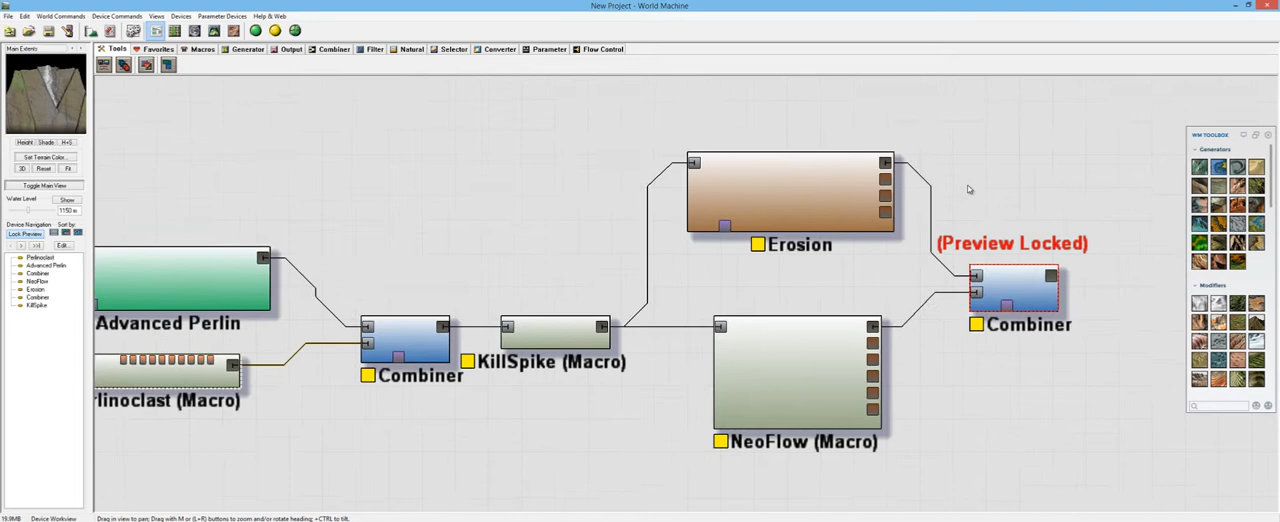 New Project - World Machine
File Edit World Commands Device Commands Views Devices Parameter Devices Help & Web
Main Extents
Tools Favorites Macros Generator Output Combiner Filter Natural Selector Converter Parameter Flow Control
Height Shade H+S
Set Terrain Color...
3D Reset Fit
Toggle Main View
Water Level Show
1150 m
Device Navigation Sort by:
Lock Preview
Edit...
Perlinoclast
Advanced Perlin
Combiner
NeoFlow
Erosion
Combiner
KillSpike
WM TOOLBOX
Generators
Modifiers
Erosion
(Preview Locked)
Advanced Perlin
Combiner
KillSpike (Macro)
Combiner
rlinoclast (Macro)
NeoFlow (Macro)
19.9MB Device Workview Drag in view to pan; Drag with M or (L+R) buttons to zoom and/or rotate heading; +CTRL to tilt.